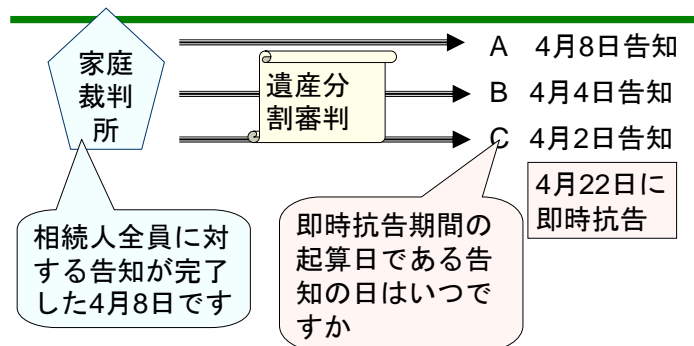 家庭
裁判
所
遺産分
割審判
A 4月8日告知
B 4月4日告知
C 4月2日告知
4月22日に
即時抗告
相続人全員に対
する告知が完了
した4月8日です
即時抗告期間の
起算日である告
知の日はいつで
すか